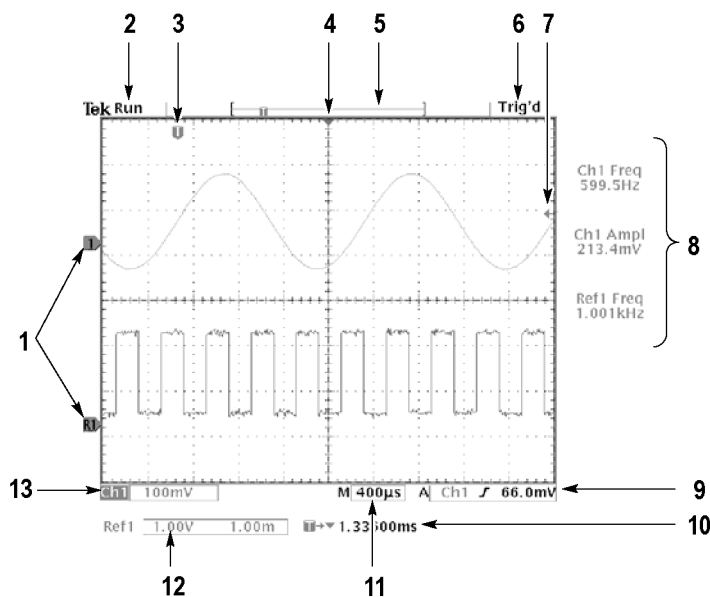 2 3 4 5 6 7
Tek Run Trig'd
T
T
Ch1 Freq
599.5Hz
1
Ch1 Ampl
213.4mV
8
Ref1 Freq
1.001kHz
1
R1
13 Ch1 100mV M 400µs A Ch1 66.0mV 9
Ref1 1.00V 1.00m T 10
12 11